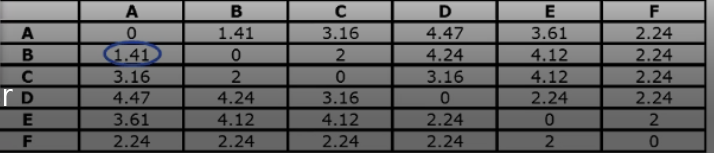 A B C D E F
A 0 1.41 3.16 4.47 3.61 2.24
B 1.41 0 2 4.24 4.12 2.24
C 3.16 2 0 3.16 4.12 2.24
r D 4.47 4.24 3.16 0 2.24 2.24
E 3.61 4.12 4.12 2.24 0 2
F 2.24 2.24 2.24 2.24 2 0